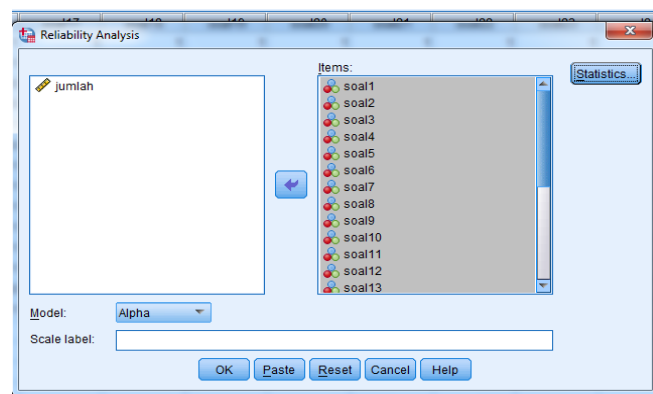 Reliability Analysis
Items:
jumlah
soal1
soal2
soal3
soal4
soal5
soal6
soal7
soal8
soal9
soal10
soal11
soal12
soal13
Statistics...
Model: Alpha
Scale label:
OK Paste Reset Cancel Help